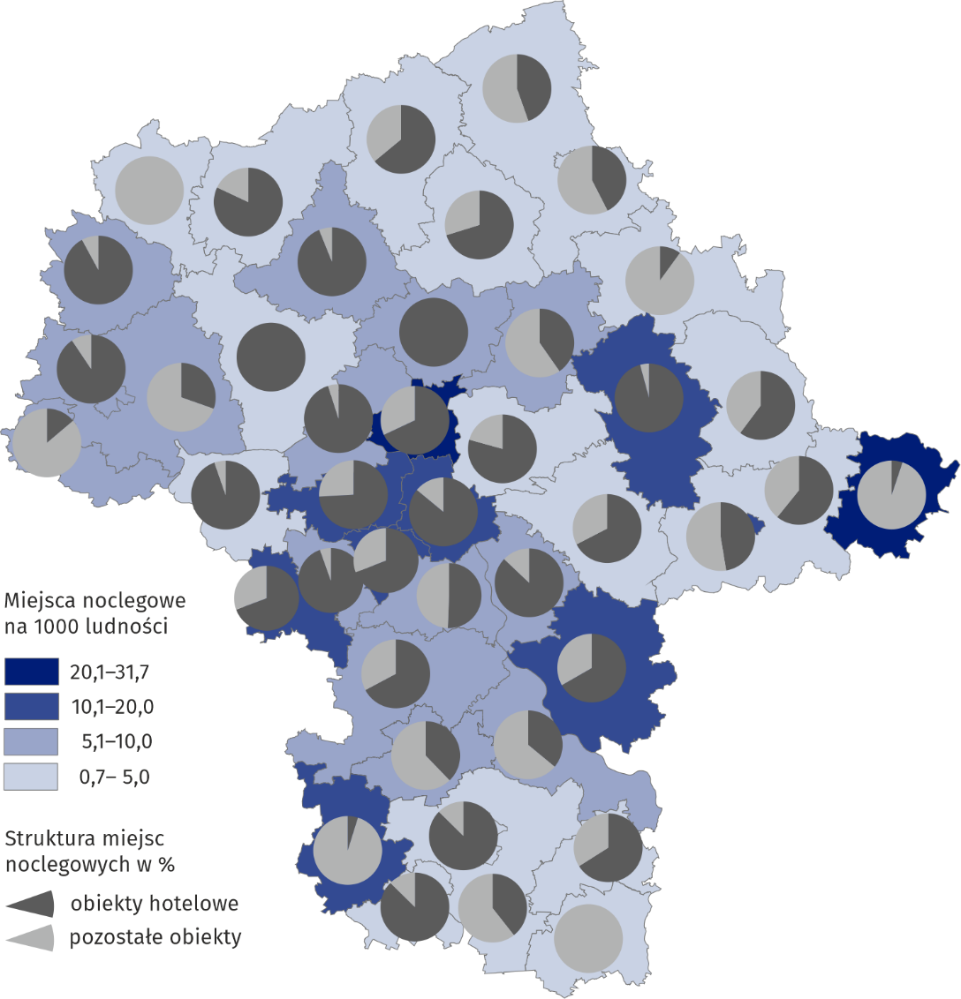 Miejsca noclegowe
na 1000 ludności
20,1–31,7
10,1–20,0
5,1–10,0
0,7– 5,0
Struktura miejsc
noclegowych w %
obiekty hotelowe
pozostałe obiekty